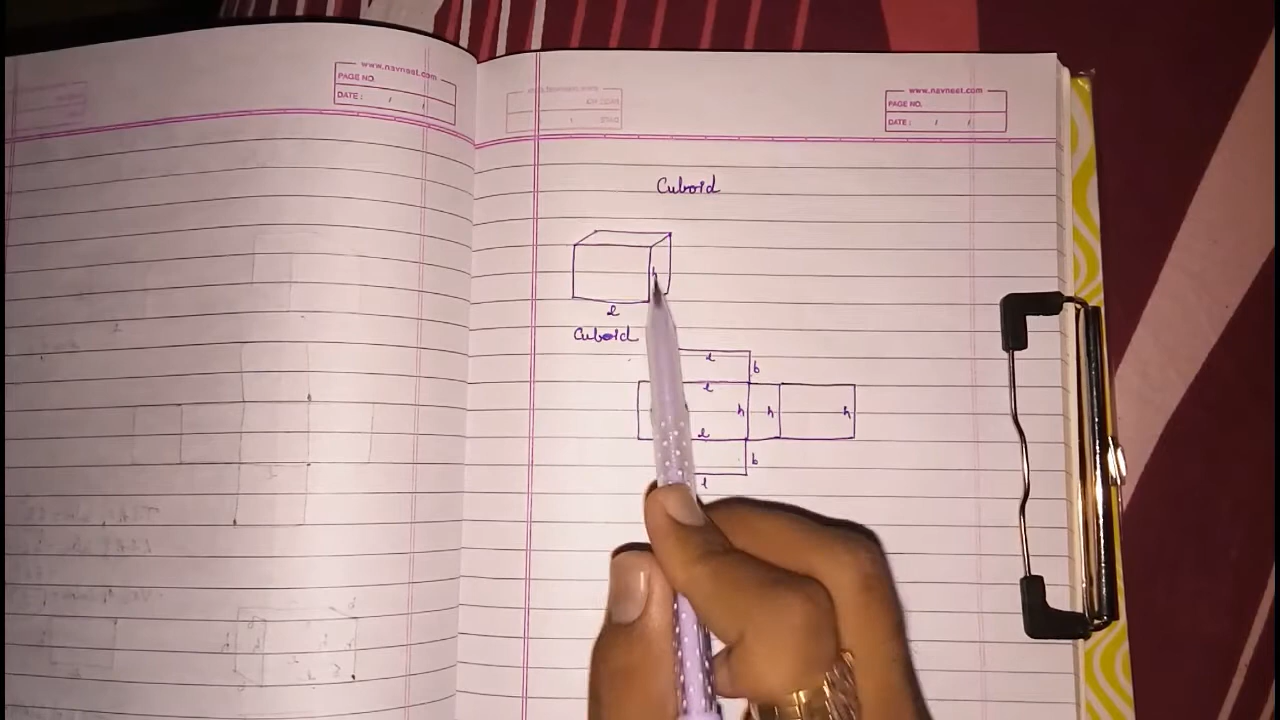 www.navneet.com
PAGE NO.
DATE : / /
www.navneet.com
PAGE NO.
DATE : / /
Cuboid
h
l
Cuboid
l
b
l
h h h
l
b
l